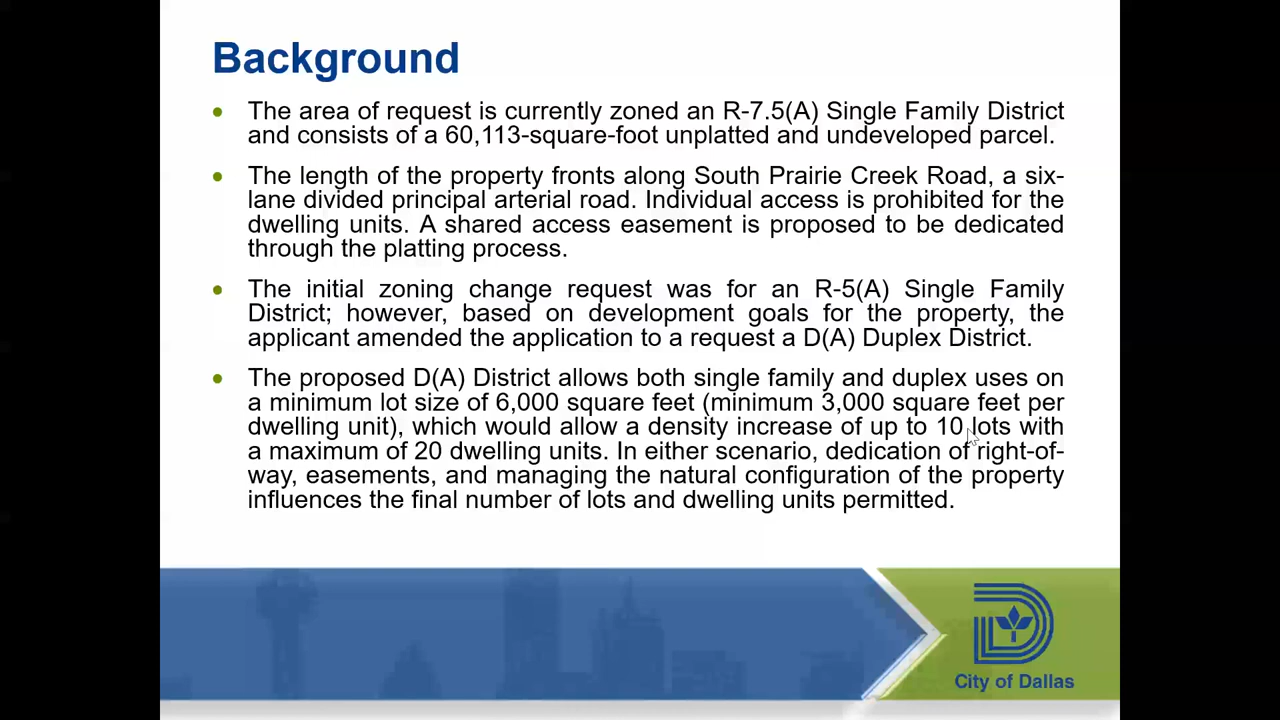 Background
• The area of request is currently zoned an R-7.5(A) Single Family District
and consists of a 60,113-square-foot unplatted and undeveloped parcel.
• The length of the property fronts along South Prairie Creek Road, a six-
lane divided principal arterial road. Individual access is prohibited for the
dwelling units. A shared access easement is proposed to be dedicated
through the platting process.
• The initial zoning change request was for an R-5(A) Single Family
District; however, based on development goals for the property, the
applicant amended the application to a request a D(A) Duplex District.
• The proposed D(A) District allows both single family and duplex uses on
a minimum lot size of 6,000 square feet (minimum 3,000 square feet per
dwelling unit), which would allow a density increase of up to 10 lots with
a maximum of 20 dwelling units. In either scenario, dedication of right-of-
way, easements, and managing the natural configuration of the property
influences the final number of lots and dwelling units permitted.
City of Dallas